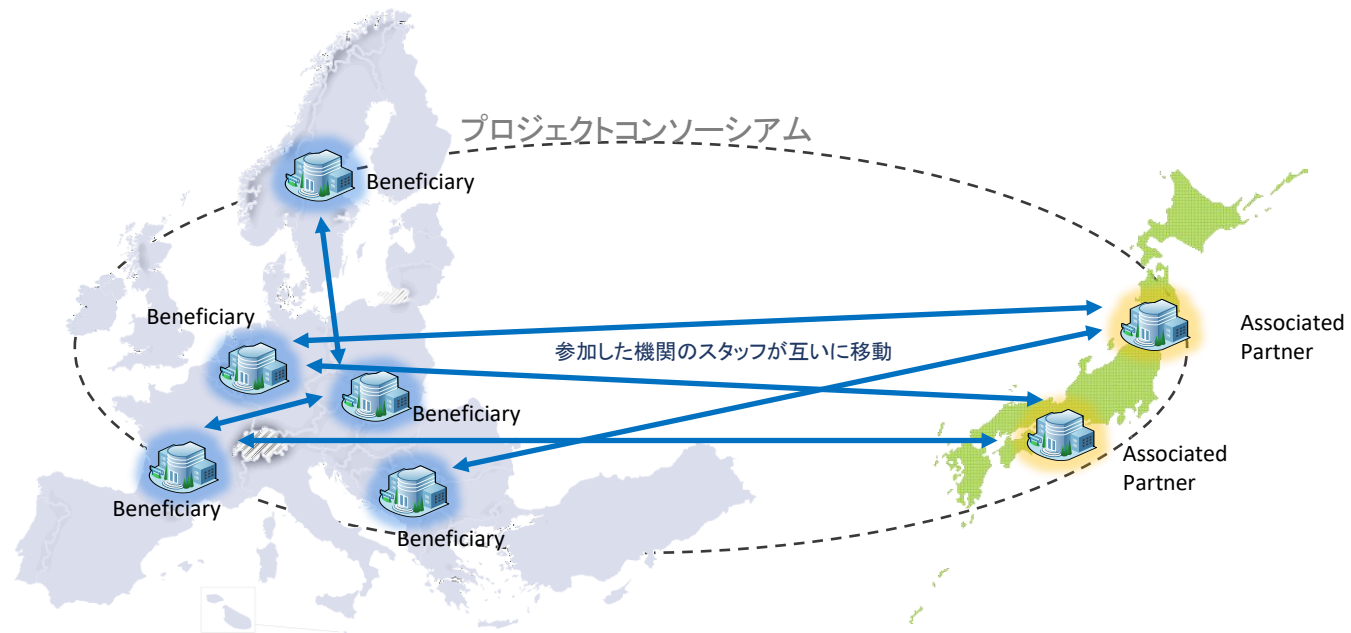 プロジェクトコンソーシアム
Beneficiary
Beneficiary
Associated
Partner
参加した機関のスタッフが互いに移動
Beneficiary
Associated
Partner
Beneficiary
Beneficiary